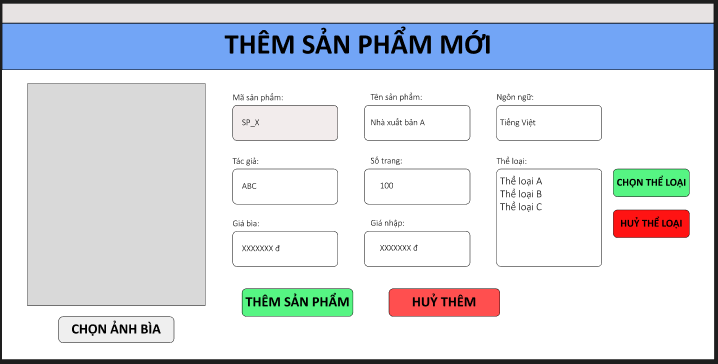 THÊM SẢN PHẨM MỚI
Mã sản phẩm:
Tên sản phẩm:
Ngôn ngữ:
SP_X
Nhà xuất bản A
Tiếng Việt
Tác giả:
Số trang:
Thể loại:
ABC
100
Thể loại A
Thể loại B
Thể loại C
CHỌN THỂ LOẠI
HUỶ THỂ LOẠI
Giá bìa:
Giá nhập:
XXXXXXX đ
XXXXXXX đ
THÊM SẢN PHẨM
HUỶ THÊM
CHỌN ẢNH BÌA